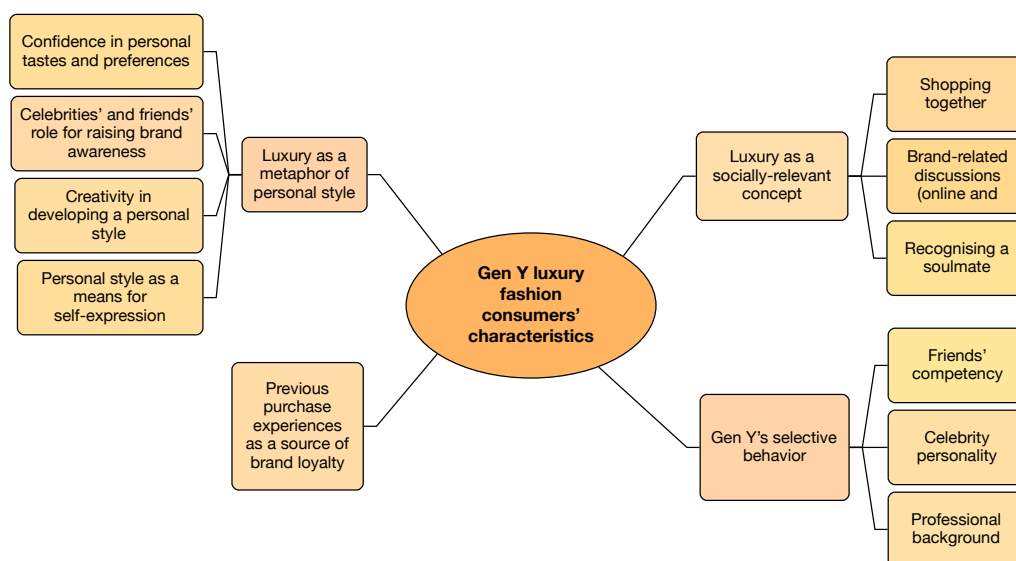 Confidence in personal
tastes and preferences
Celebrities’ and friends’
role for raising brand
awareness
Creativity in
developing a personal
style
Personal style as a
means for
self-expression
Luxury as a
metaphor of
personal style
Previous
purchase
experiences
as a source of
brand loyalty
Gen Y luxury
fashion
consumers’
characteristics
Luxury as a
socially-relevant
concept
Shopping
together
Brand-related
discussions
(online and
Recognising a
soulmate
Gen Y’s selective
behavior
Friends’
competency
Celebrity
personality
Professional
background